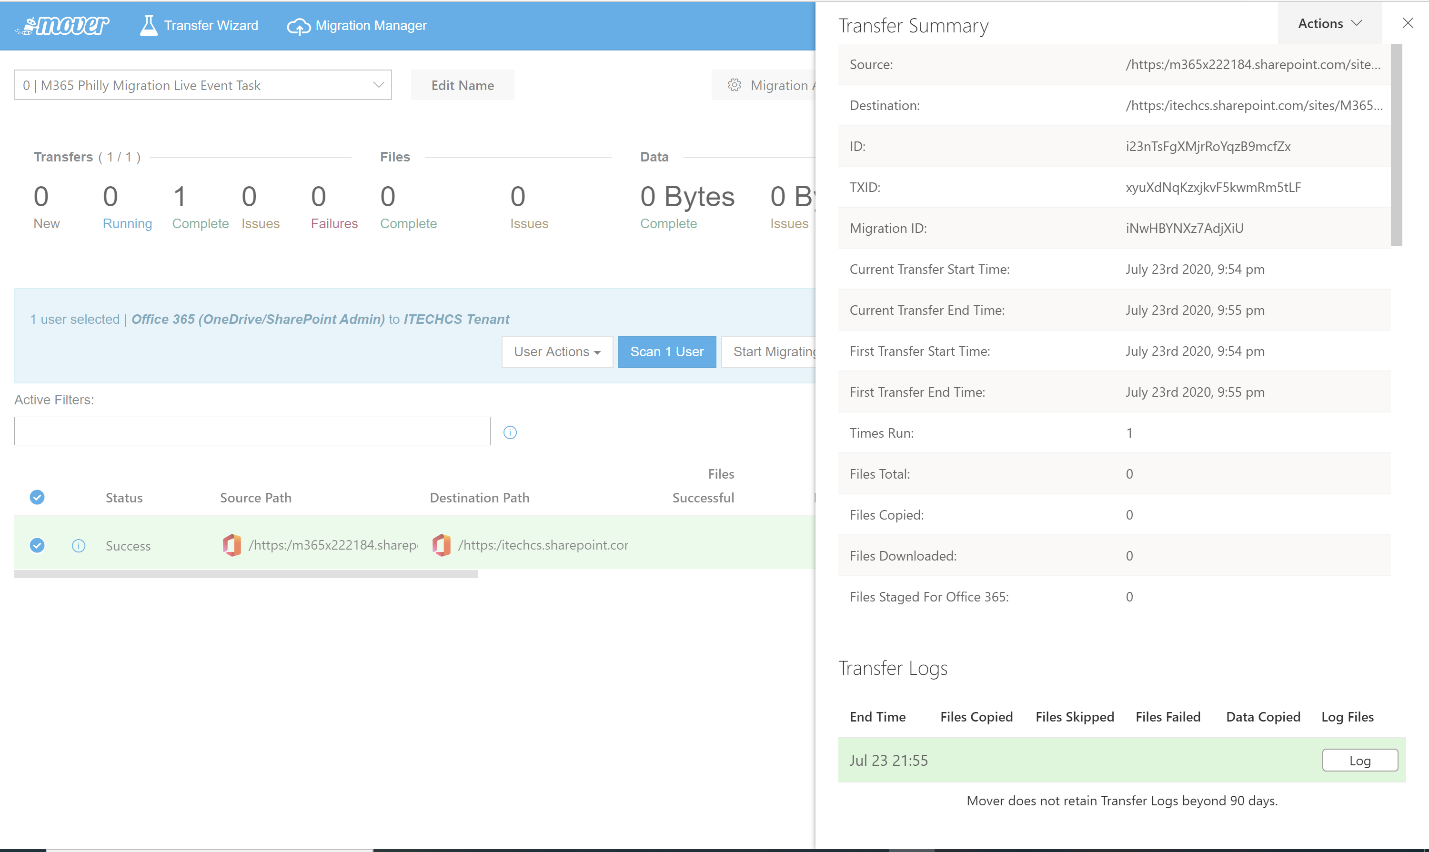 mover Transfer Wizard Migration Manager
0 | M365 Philly Migration Live Event Task Edit Name Migration A
Transfers ( 1 / 1 ) Files Data
0 0 1 0 0 0 0 0 Bytes 0 By
New Running Complete Issues Failures Complete Issues Complete Issues
1 user selected | Office 365 (OneDrive/SharePoint Admin) to ITECHCS Tenant
User Actions Scan 1 User Start Migrating
Active Filters:
Files
Status Source Path Destination Path Successful
Success /https:/m365x222184.sharep /https:/itechcs.sharepoint.cor
Transfer Summary Actions
Source: /https:/m365x222184.sharepoint.com/site...
Destination: /https:/itechcs.sharepoint.com/sites/M365...
ID: i23nTsFgXMjrRoYqzB9mcfZx
TXID: xyuXdNqKzxjkvF5kwmRm5tLF
Migration ID: iNwHBYNXz7AdjXiU
Current Transfer Start Time: July 23rd 2020, 9:54 pm
Current Transfer End Time: July 23rd 2020, 9:55 pm
First Transfer Start Time: July 23rd 2020, 9:54 pm
First Transfer End Time: July 23rd 2020, 9:55 pm
Times Run: 1
Files Total: 0
Files Copied: 0
Files Downloaded: 0
Files Staged For Office 365: 0
Transfer Logs
End Time Files Copied Files Skipped Files Failed Data Copied Log Files
Jul 23 21:55 Log
Mover does not retain Transfer Logs beyond 90 days.